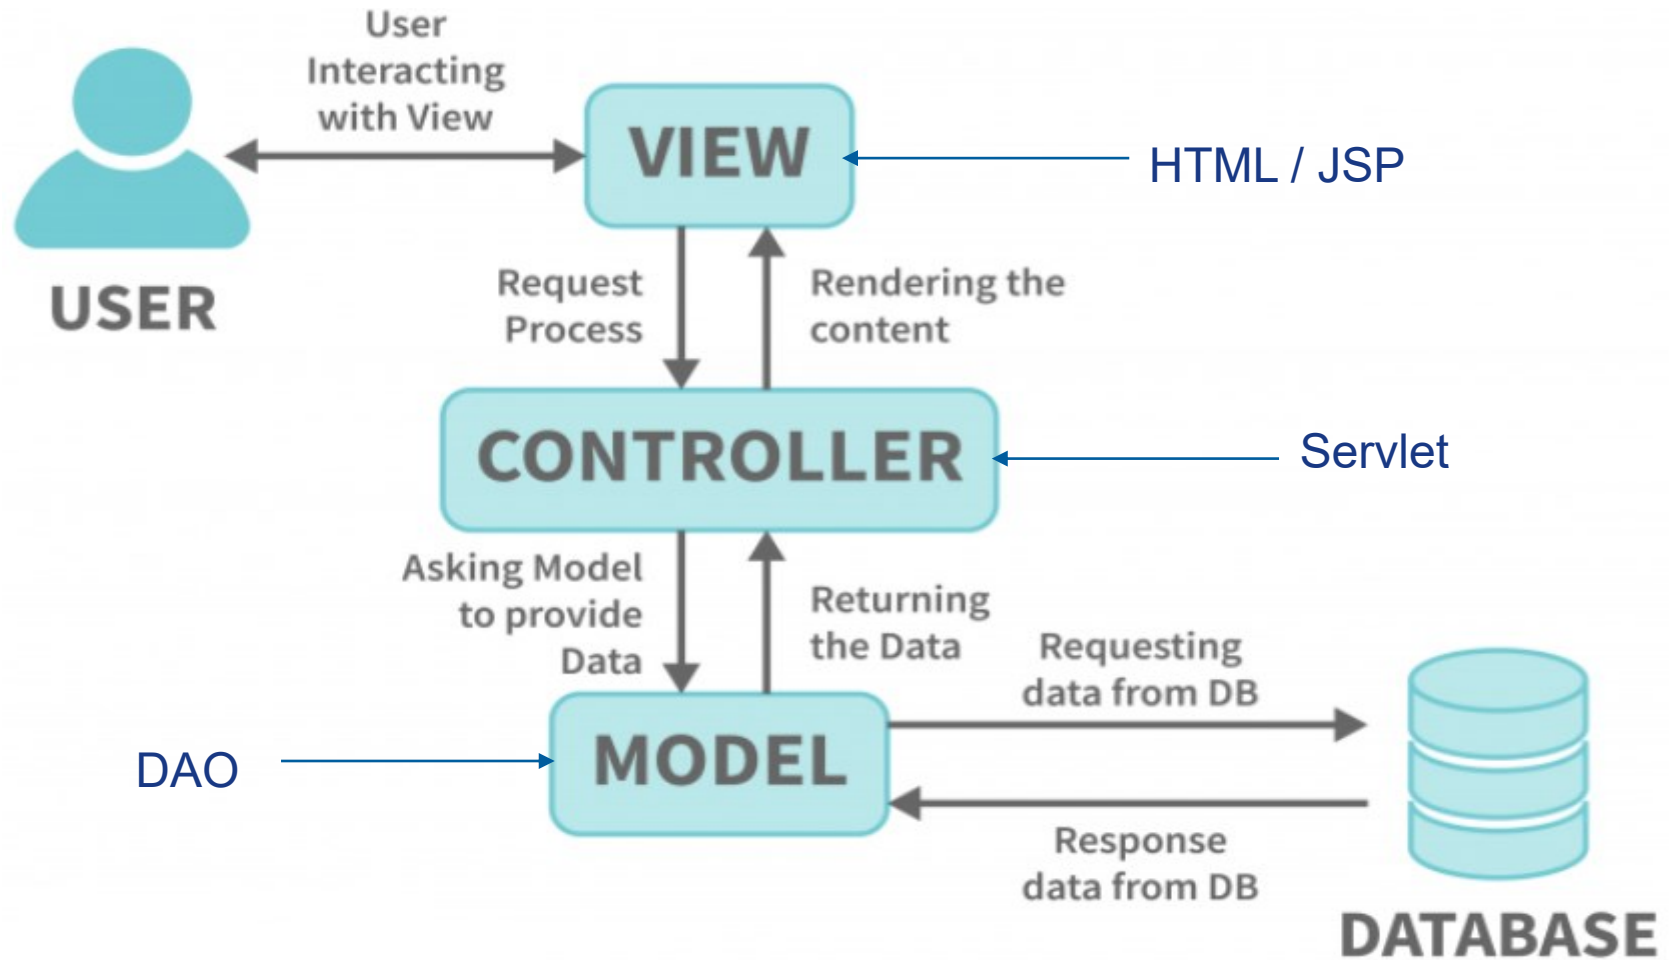 User
Interacting
with View
VIEW
HTML / JSP
USER
Request
Process
Rendering the
content
CONTROLLER
Servlet
Asking Model
to provide
Data
Returning
the Data
Requesting
data from DB
MODEL
DAO
Response
data from DB
DATABASE